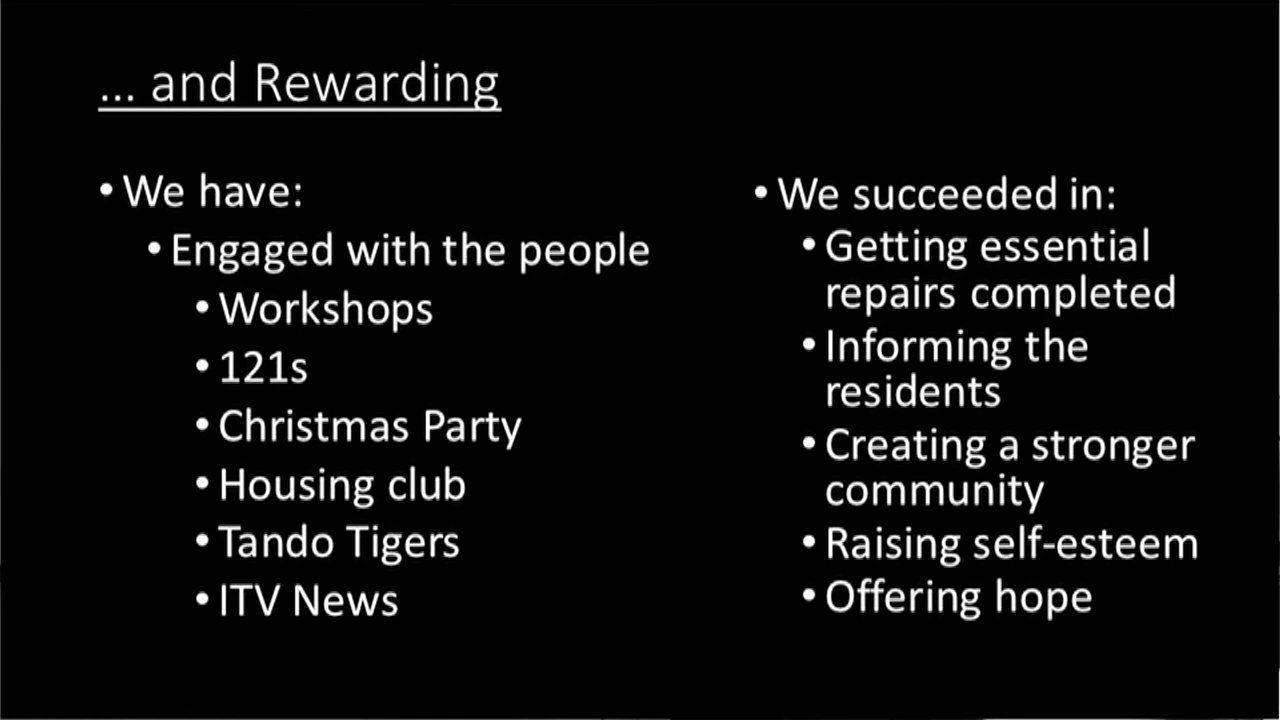 ... and Rewarding
• We have:
• Engaged with the people
• Workshops
• 121s
• Christmas Party
• Housing club
• Tando Tigers
• ITV News
• We succeeded in:
• Getting essential
repairs completed
• Informing the
residents
• Creating a stronger
community
• Raising self-esteem
• Offering hope